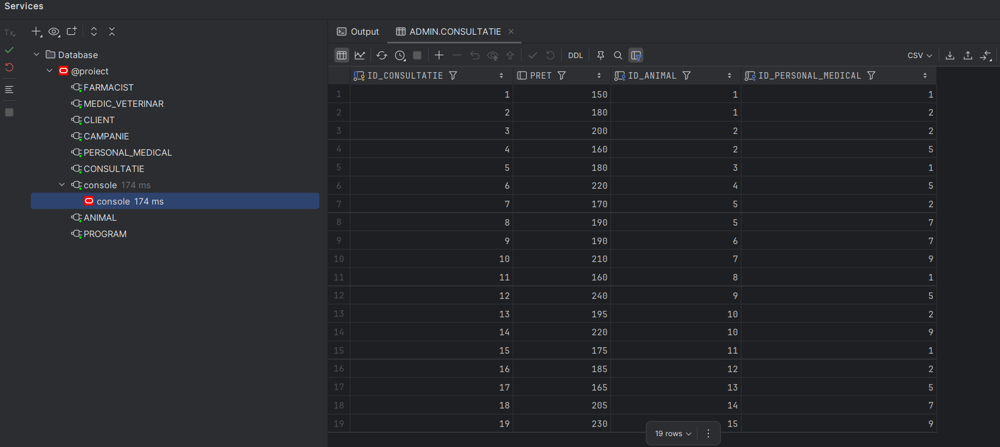 Services
Tx
Database
@proiect
FARMACIST
MEDIC_VETERINAR
CLIENT
CAMPANIE
PERSONAL_MEDICAL
CONSULTATIE
console 174 ms
console 174 ms
ANIMAL
PROGRAM
Output ADMIN.CONSULTATIE
DDL CSV
ID_CONSULTATIE PRET ID_ANIMAL ID_PERSONAL_MEDICAL
1 1 150 1 1
2 2 180 1 2
3 3 200 2 2
4 4 160 2 5
5 5 180 3 1
6 6 220 4 5
7 7 170 5 2
8 8 190 5 7
9 9 190 6 7
10 10 210 7 9
11 11 160 8 1
12 12 240 9 5
13 13 195 10 2
14 14 220 10 9
15 15 175 11 1
16 16 185 12 2
17 17 165 13 5
18 18 205 14 7
19 19 230 15 9
19 rows